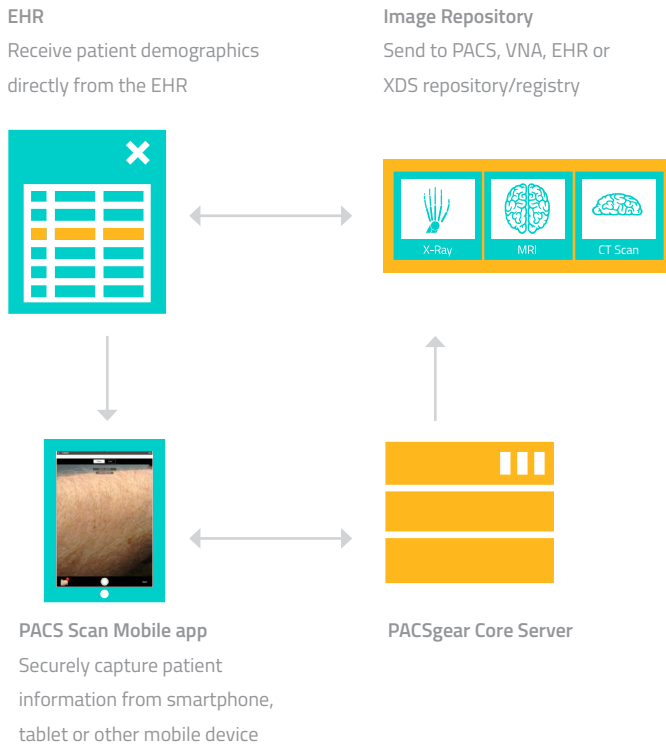 EHR
Receive patient demographics
directly from the EHR
Image Repository
Send to PACS, VNA, EHR or
XDS repository/registry
X-Ray
MRI
CT Scan
PACS Scan Mobile app
Securely capture patient
information from smartphone,
tablet or other mobile device
PACSgear Core Server